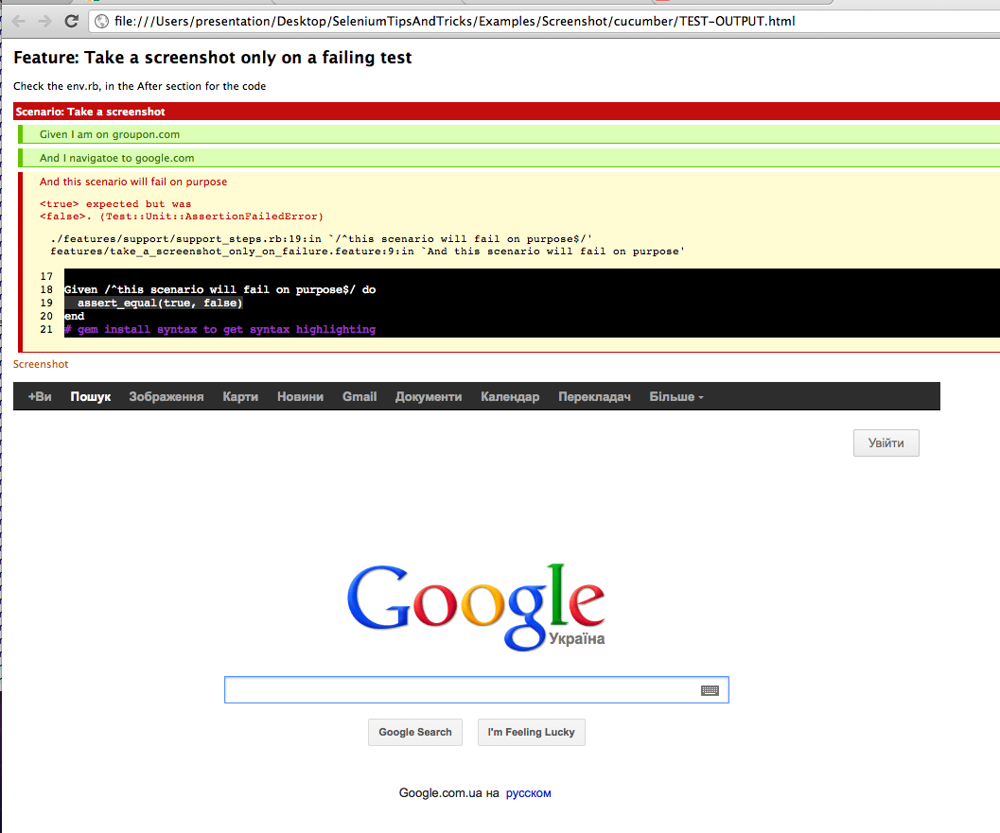 file:///Users/presentation/Desktop/SeleniumTipsAndTricks/Examples/Screenshot/cucumber/TEST-OUTPUT.html
Feature: Take a screenshot only on a failing test
Check the env.rb, in the After section for the code
Scenario: Take a screenshot
Given I am on groupon.com
And I navigatoe to google.com
And this scenario will fail on purpose
<true> expected but was
<false>. (Test::Unit::AssertionFailedError)
./features/support/support_steps.rb:19:in `/^this scenario will fail on purpose$/'
features/take_a_screenshot_only_on_failure.feature:9:in `And this scenario will fail on purpose'
17
18 Given /^this scenario will fail on purpose$/ do
19 assert_equal(true, false)
20 end
21 # gem install syntax to get syntax highlighting
Screenshot
+Ви Пошук Зображення Карти Новини Gmail Документи Календар Перекладач Більше
Увійти
Google
Україна
Google Search I'm Feeling Lucky
Google.com.ua на русском